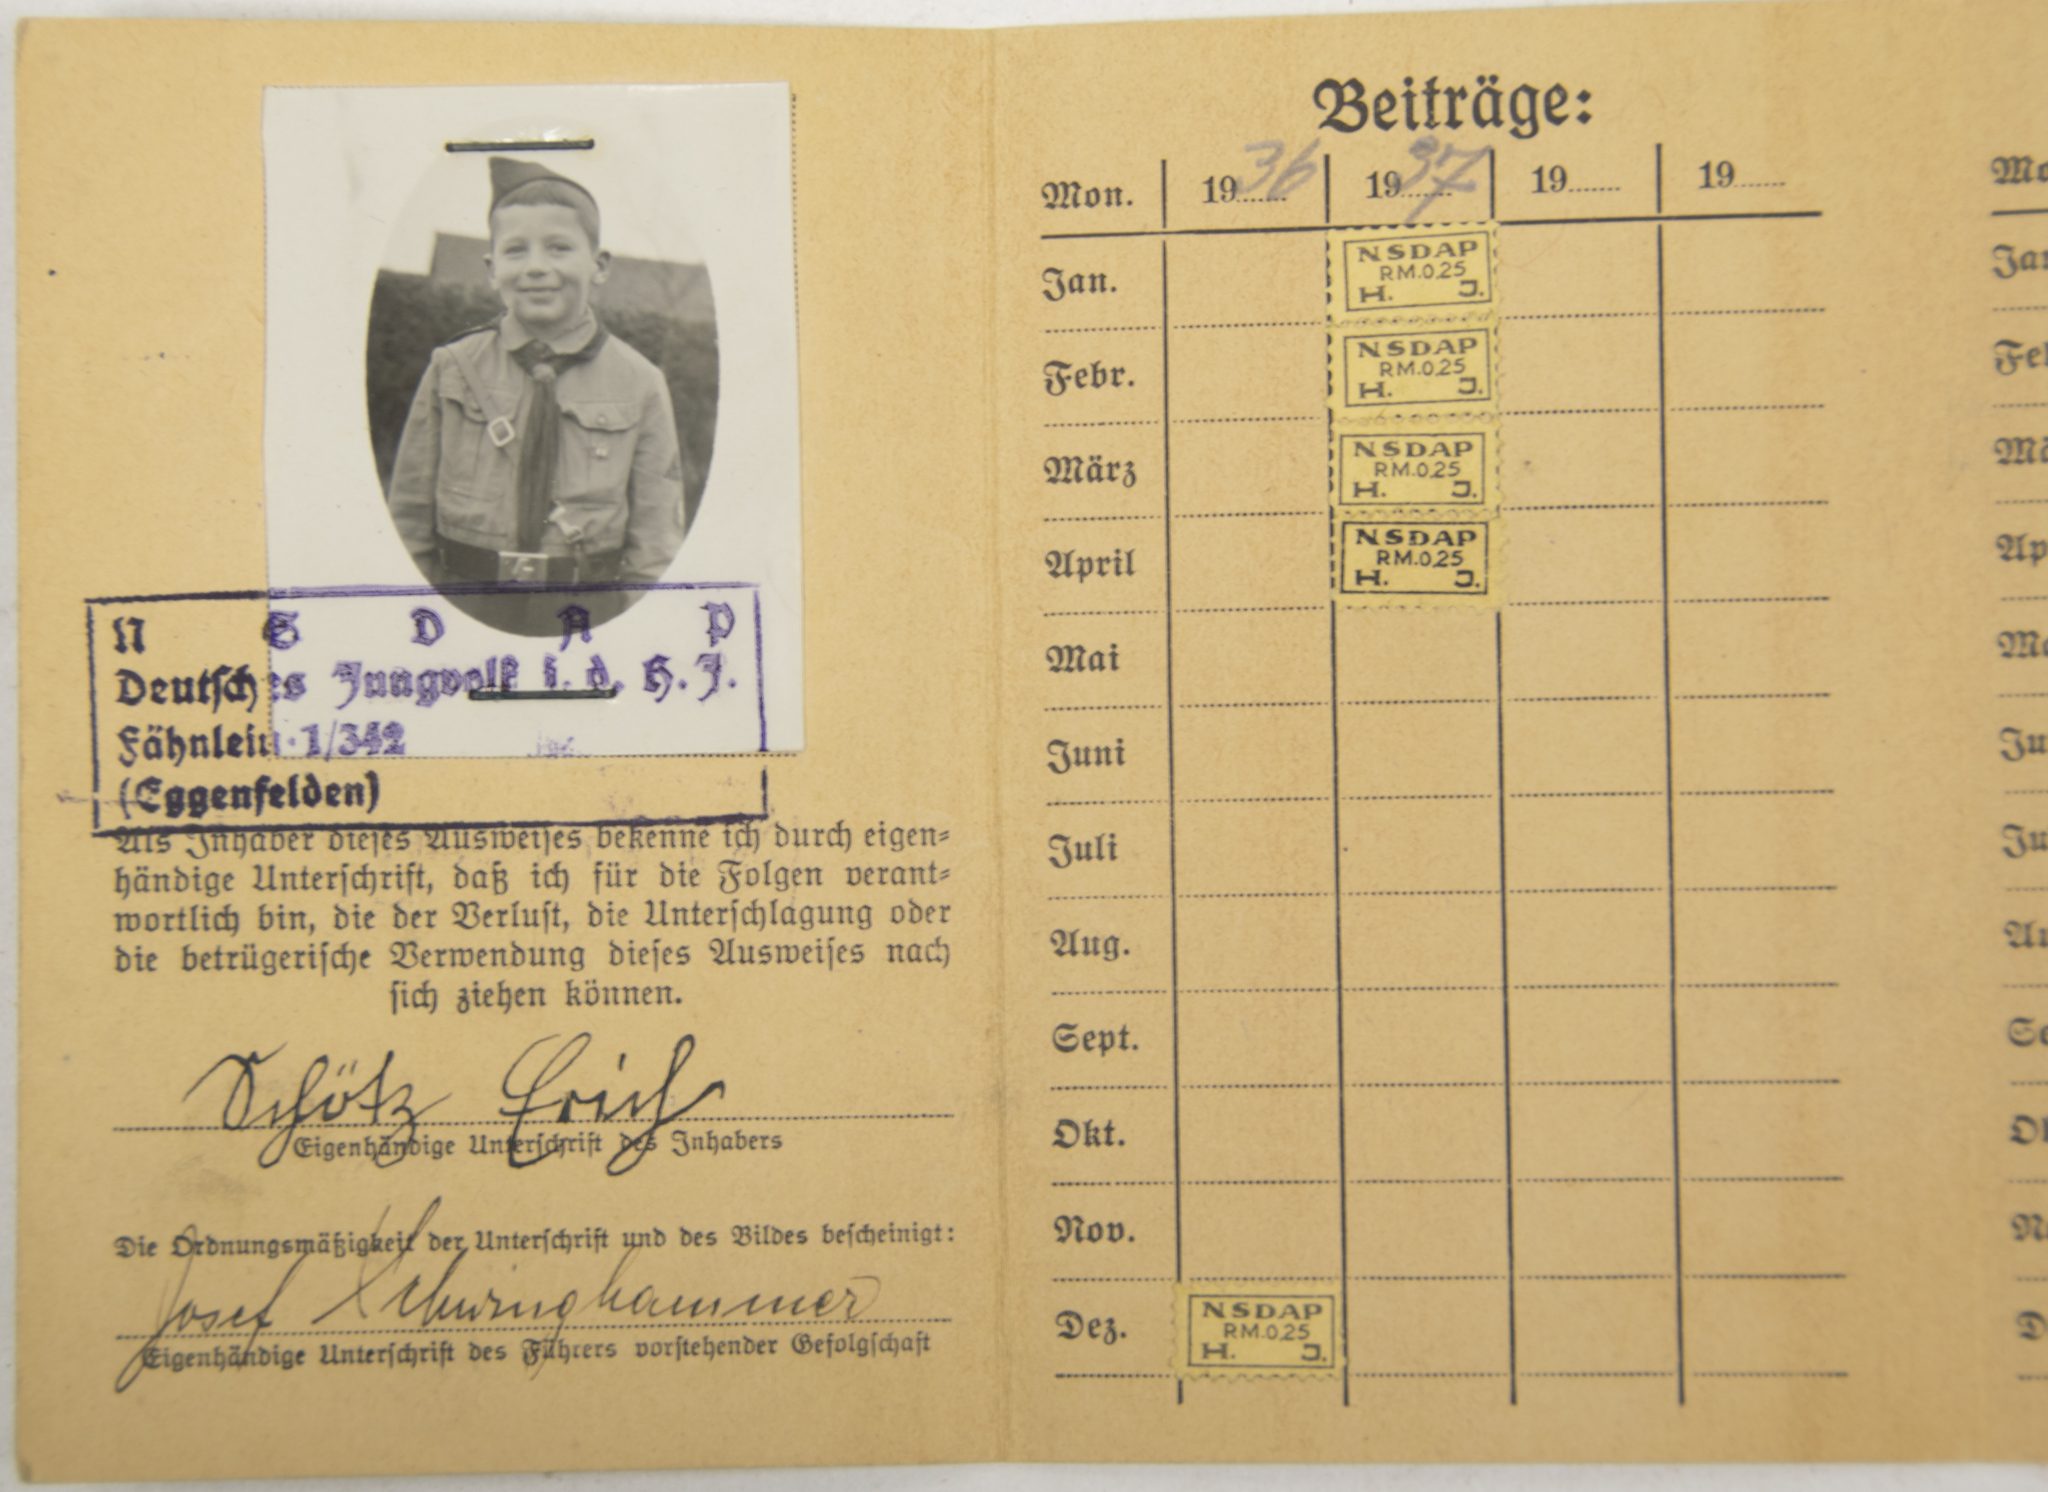 N S D A P
Deutsches Jungvolk i. d. H. J.
Fähnlein 1/342
(Eggenfelden)
Als Inhaber dieses Ausweises bekenne ich durch eigen=
händige Unterschrift, daß ich für die Folgen verant=
wortlich bin, die der Verlust, die Unterschlagung oder
die betrügerische Verwendung dieses Ausweises nach
sich ziehen können.
Schötz Erich
Eigenhändige Unterschrift des Inhabers
Die Ordnungsmäßigkeit der Unterschrift und des Bildes bescheinigt:
Josef Schwinghammer
Eigenhändige Unterschrift des Führers vorstehender Gefolgschaft
Beiträge:
Mon. 1936 1937 19 19
Jan.
NSDAP
RM.0,25
H. J.
Febr.
NSDAP
RM.0,25
H. J.
März
NSDAP
RM.0,25
H. J.
April
NSDAP
RM.0,25
H. J.
Mai
Juni
Juli
Aug.
Sept.
Okt.
Nov.
Dez.
NSDAP
RM.0,25
H. J.